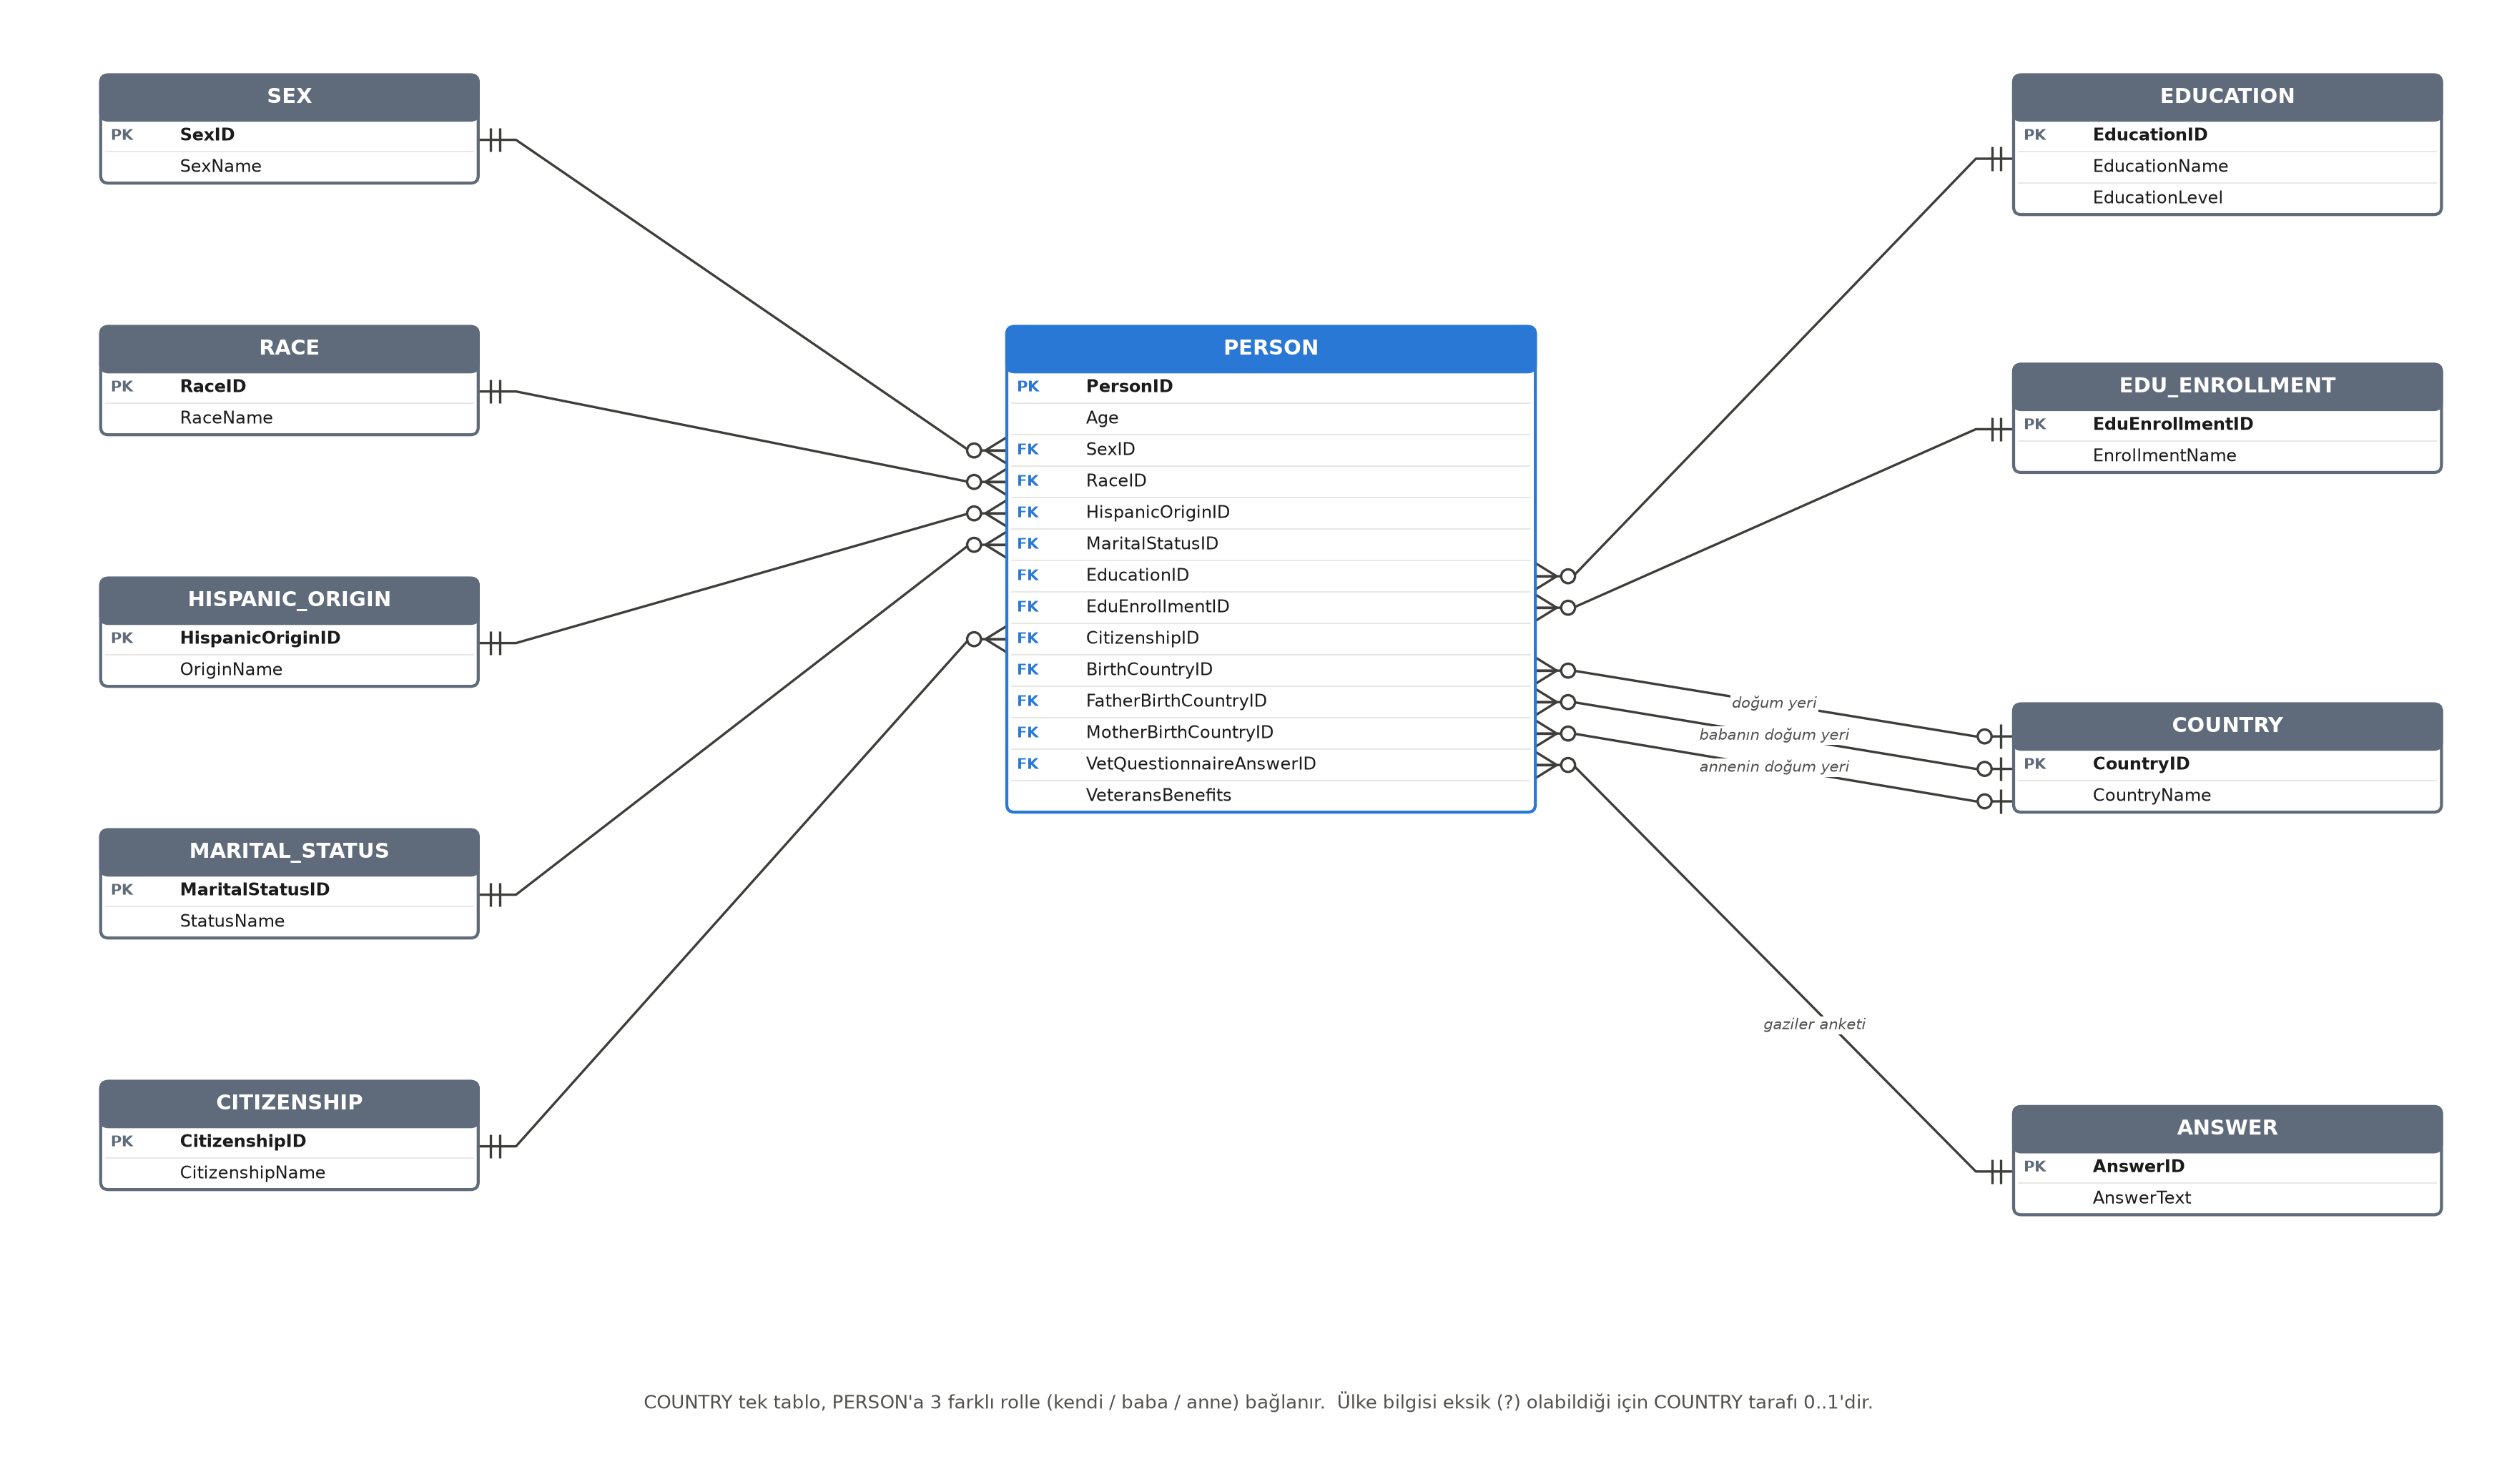 SEX
PK SexID
SexName
RACE
PK RaceID
RaceName
HISPANIC_ORIGIN
PK HispanicOriginID
OriginName
MARITAL_STATUS
PK MaritalStatusID
StatusName
CITIZENSHIP
PK CitizenshipID
CitizenshipName
PERSON
PK PersonID
Age
FK SexID
FK RaceID
FK HispanicOriginID
FK MaritalStatusID
FK EducationID
FK EduEnrollmentID
FK CitizenshipID
FK BirthCountryID
FK FatherBirthCountryID
FK MotherBirthCountryID
FK VetQuestionnaireAnswerID
VeteransBenefits
doğum yeri
babanın doğum yeri
annenin doğum yeri
gaziler anketi
EDUCATION
PK EducationID
EducationName
EducationLevel
EDU_ENROLLMENT
PK EduEnrollmentID
EnrollmentName
COUNTRY
PK CountryID
CountryName
ANSWER
PK AnswerID
AnswerText
COUNTRY tek tablo, PERSON'a 3 farklı rolle (kendi / baba / anne) bağlanır. Ülke bilgisi eksik (?) olabildiği için COUNTRY tarafı 0..1'dir.